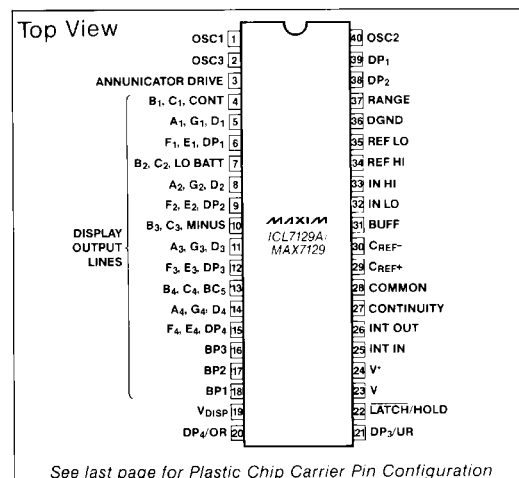 Top View
OSC1 1
OSC3 2
ANNUNICATOR DRIVE 3
B1, C1, CONT 4
A1, G1, D1 5
F1, E1, DP1 6
B2, C2, LO BATT 7
A2, G2, D2 8
F2, E2, DP2 9
B3, C3, MINUS 10
A3, G3, D3 11
F3, E3, DP3 12
B4, C4, BC5 13
A4, G4, D4 14
F4, E4, DP4 15
BP3 16
BP2 17
BP1 18
VDISP 19
DP4/OR 20
DISPLAY
OUTPUT
LINES
MAXIM
ICL7129A/
MAX7129
40 OSC2
39 DP1
38 DP2
37 RANGE
36 DGND
35 REF LO
34 REF HI
33 IN HI
32 IN LO
31 BUFF
30 CREF-
29 CREF+
28 COMMON
27 CONTINUITY
26 INT OUT
25 INT IN
24 V+
23 V
22 LATCH/HOLD
21 DP3/UR
See last page for Plastic Chip Carrier Pin Configuration